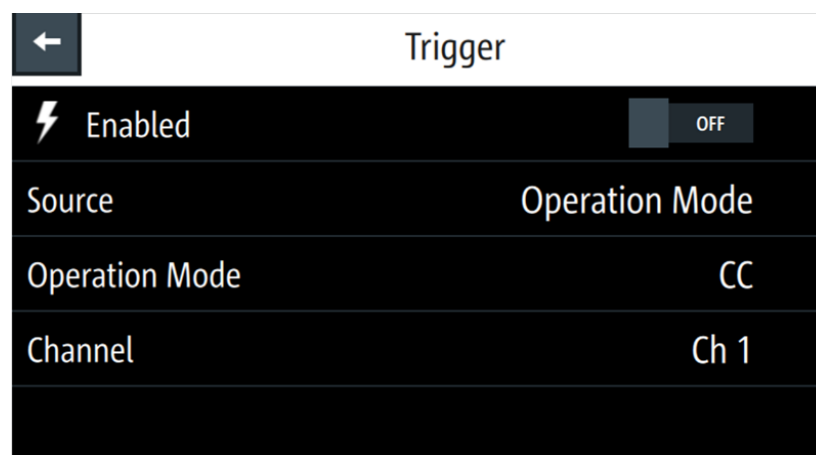 Trigger
Enabled OFF
Source Operation Mode
Operation Mode CC
Channel Ch 1